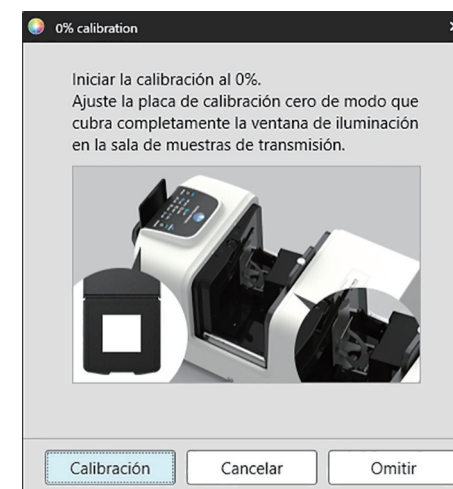 0% calibration
Iniciar la calibración al 0%.
Ajuste la placa de calibración cero de modo que
cubra completamente la ventana de iluminación
en la sala de muestras de transmisión.
Calibración
Cancelar
Omitir